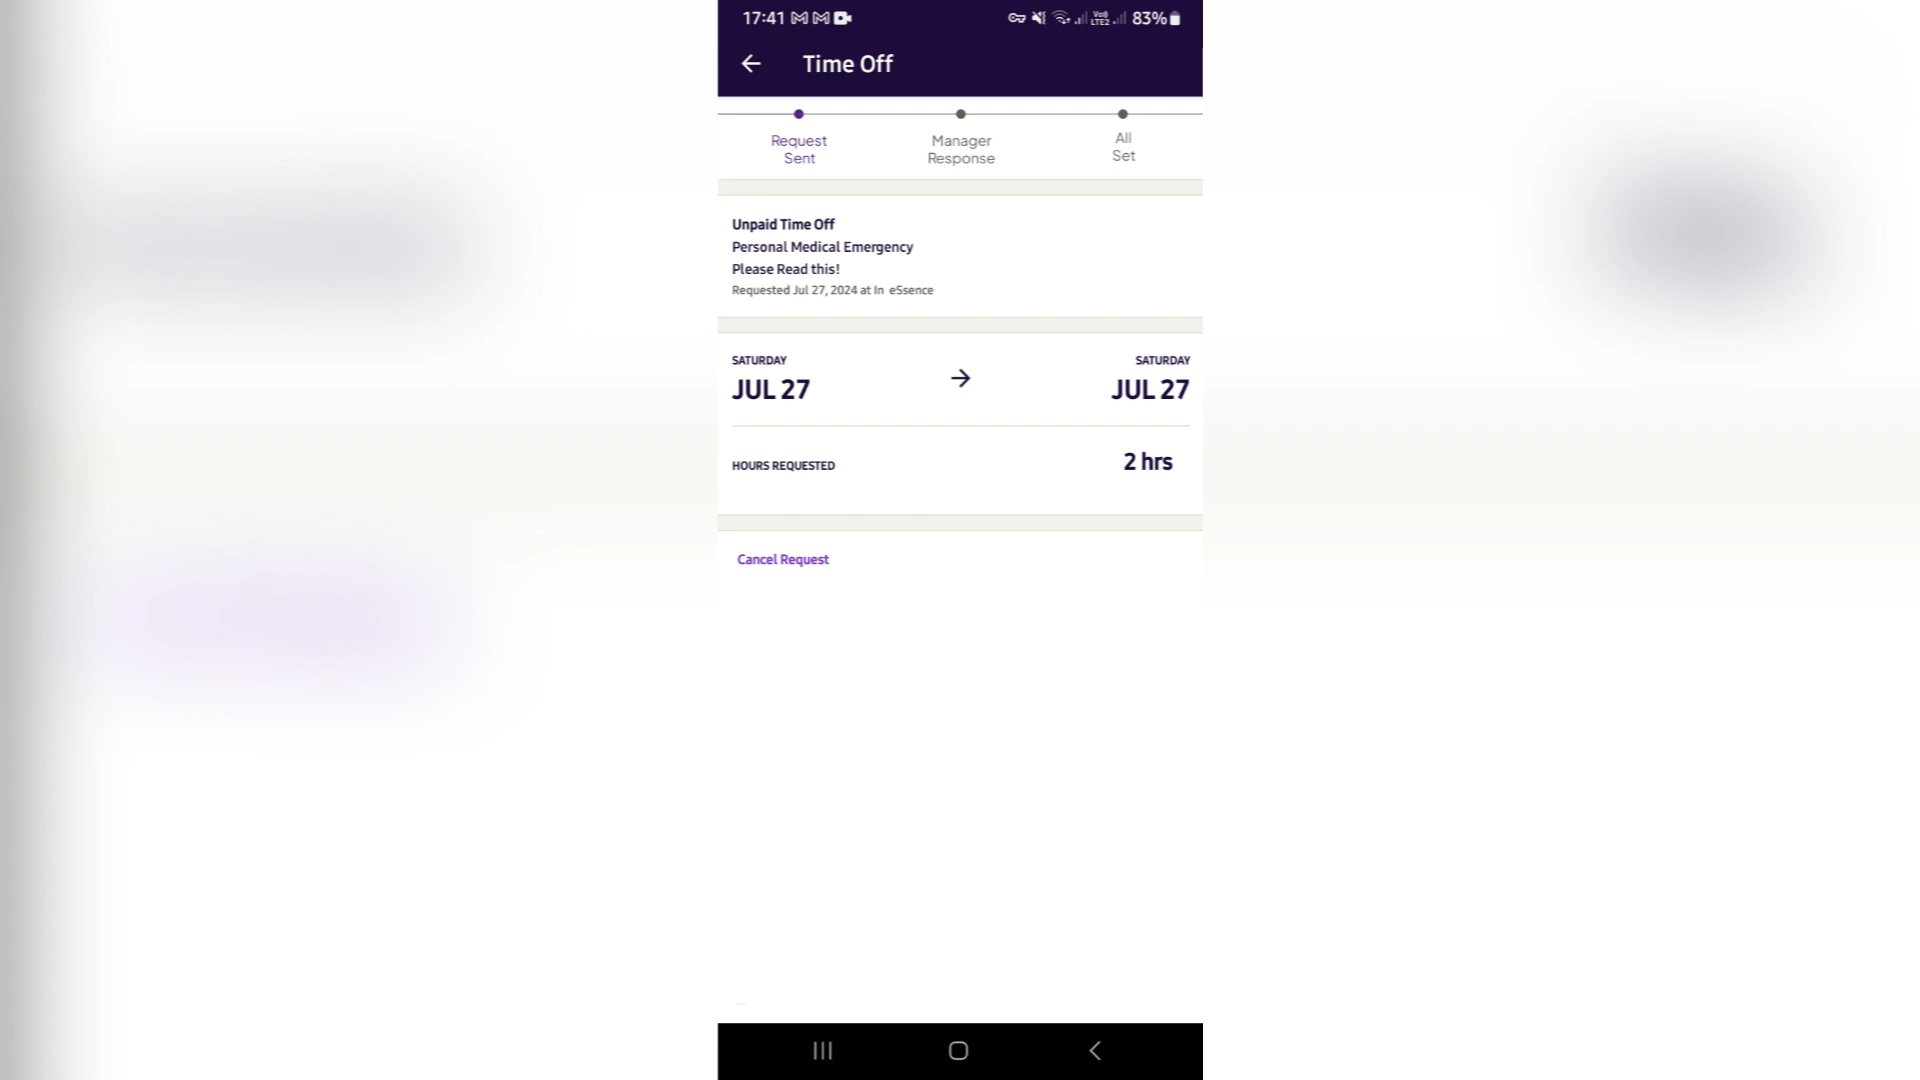 17:41 83%
Time Off
Request
Sent
Manager
Response
All
Set
Unpaid Time Off
Personal Medical Emergency
Please Read this!
Requested Jul 27, 2024 at In eSsence
SATURDAY SATURDAY
JUL 27 JUL 27
HOURS REQUESTED 2 hrs
Cancel Request